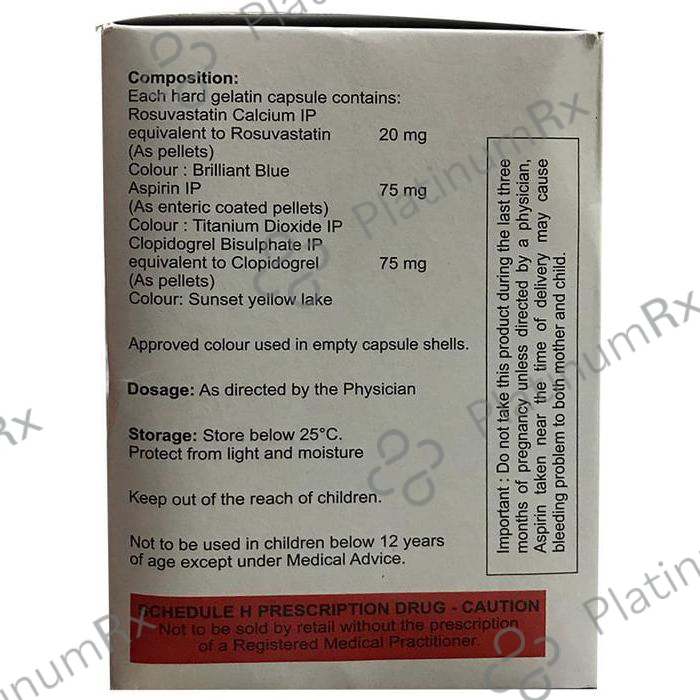 Composition:
Each hard gelatin capsule contains:
Rosuvastatin Calcium IP
equivalent to Rosuvastatin 20 mg
(As pellets)
Colour : Brilliant Blue
Aspirin IP 75 mg
(As enteric coated pellets)
Colour : Titanium Dioxide IP
Clopidogrel Bisulphate IP
equivalent to Clopidogrel 75 mg
(As pellets)
Colour: Sunset yellow lake
Approved colour used in empty capsule shells.
Dosage: As directed by the Physician
Storage: Store below 25°C.
Protect from light and moisture
Keep out of the reach of children.
Not to be used in children below 12 years
of age except under Medical Advice.
SCHEDULE H PRESCRIPTION DRUG - CAUTION
Not to be sold by retail without the prescription
of a Registered Medical Practitioner.
Important : Do not take this product during the last three
months of pregnancy unless directed by a physician,
Aspirin taken near the time of delivery may cause
bleeding problem to both mother and child.
PlatinumRx
PlatinumRx
PlatinumRx